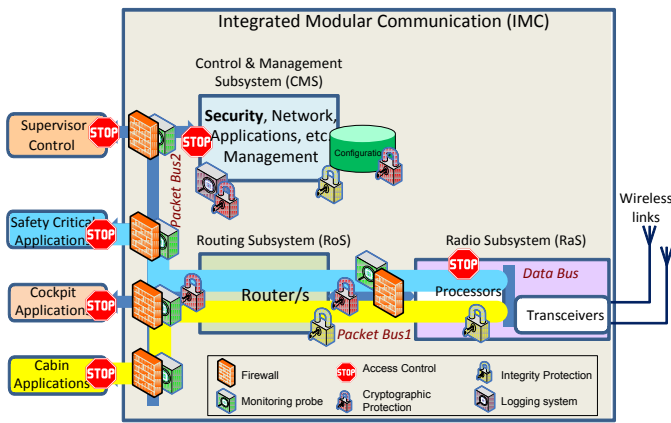 Integrated Modular Communication (IMC)
Control & Management
Subsystem (CMS)
Security, Network,
Applications, etc
Management
Configuration
Supervisor
Control
STOP
STOP
Packet Bus2
Safety Critical
Applications
STOP
Routing Subsystem (RoS)
Radio Subsystem (RaS)
Wireless
links
STOP
Data Bus
Cockpit
Applications
STOP
Router/s
Processors
Transceivers
Packet Bus1
Cabin
Applications
STOP
Firewall
STOP
Access Control
Integrity Protection
Monitoring probe
Cryptographic
Protection
Logging system